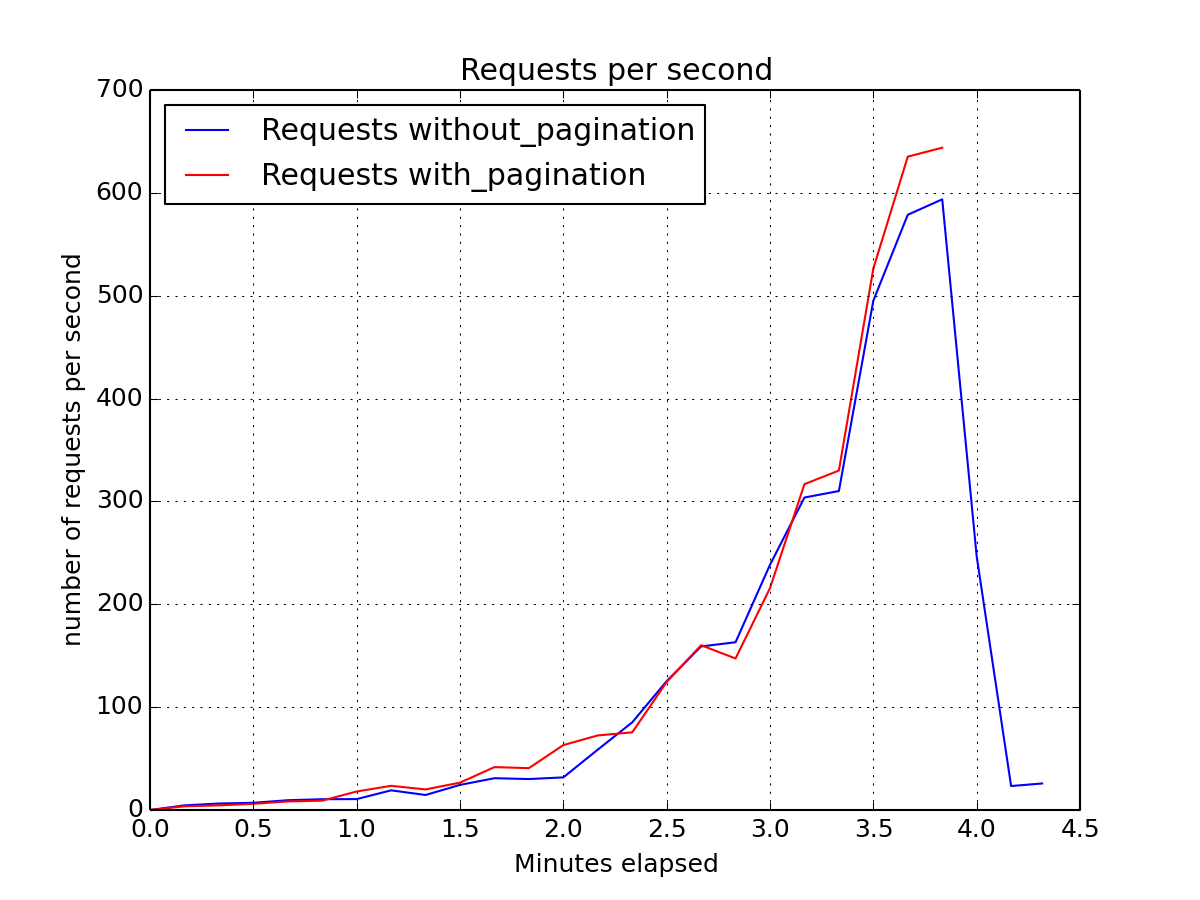 Requests per second
700
Requests without_pagination
Requests with_pagination
600
500
400
300
200
100
0
number of requests per second
0.0 0.5 1.0 1.5 2.0 2.5 3.0 3.5 4.0 4.5
Minutes elapsed